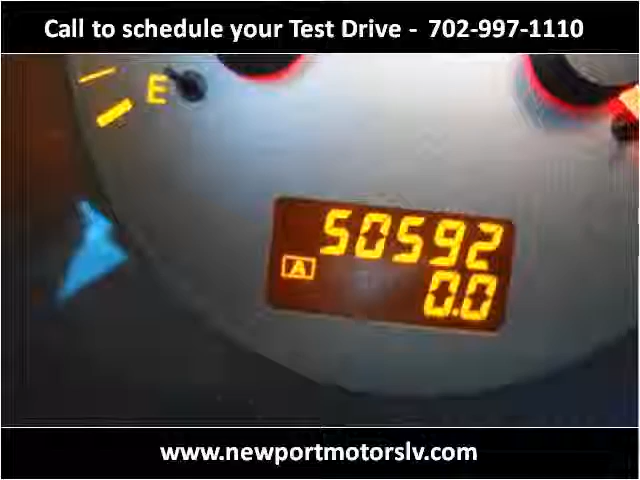 Call to schedule your Test Drive - 702-997-1110
E
50592
A
0.0
www.newportmotorslv.com